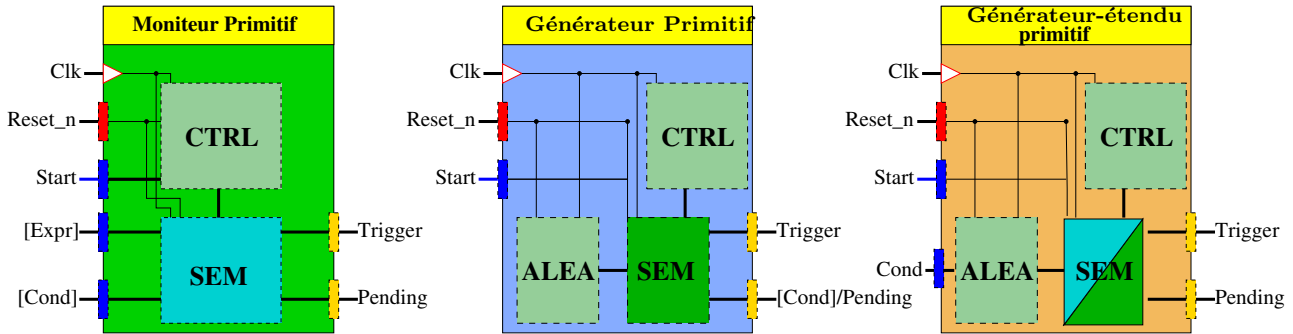 Moniteur Primitif
Clk
Reset_n
Start
[Expr]
[Cond]
CTRL
SEM
Trigger
Pending
Générateur Primitif
Clk
Reset_n
Start
CTRL
ALEA
SEM
Trigger
[Cond]/Pending
Générateur-étendu
primitif
Clk
Reset_n
Start
Cond
CTRL
ALEA
SEM
Trigger
Pending